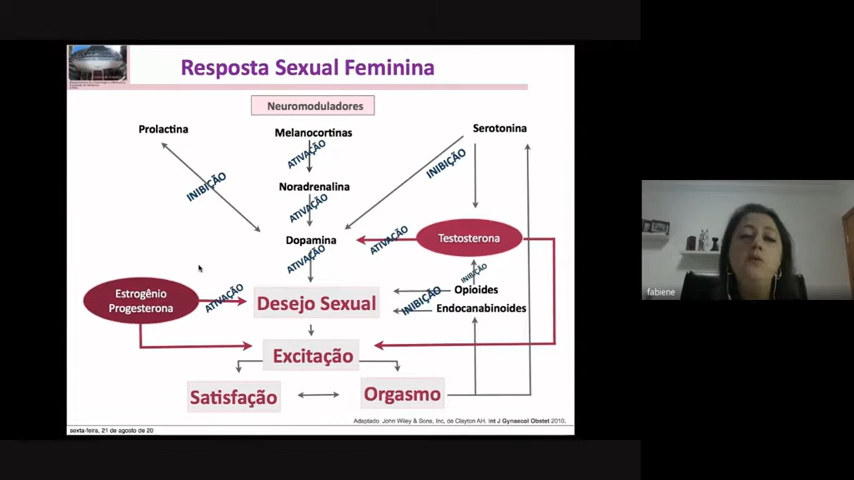 Resposta Sexual Feminina
Neuromoduladores
Prolactina
Melanocortinas
Serotonina
ATIVAÇÃO
INIBIÇÃO
INIBIÇÃO
Noradrenalina
ATIVAÇÃO
Dopamina
ATIVAÇÃO
Testosterona
ATIVAÇÃO
INIBIÇÃO
Estrogênio
Progesterona
ATIVAÇÃO
Desejo Sexual
INIBIÇÃO
Opioides
Endocanabinoides
Excitação
Satisfação
Orgasmo
Adaptado. John Wiley & Sons, Inc, de Clayton AH. Int J Gynaecol Obstet 2010.
sexta-feira, 21 de agosto de 20
fabiene